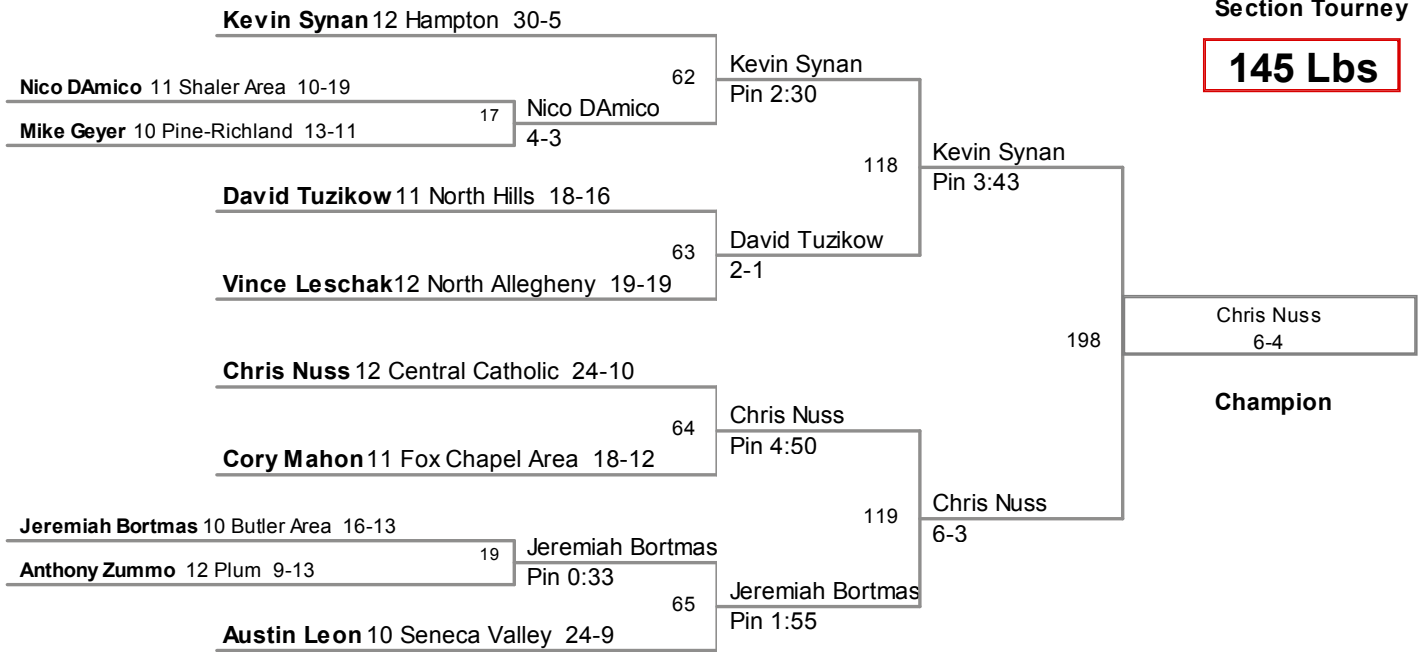 Section Tourney
145 Lbs
Kevin Synan 12 Hampton 30-5
62
Kevin Synan
Pin 2:30
Nico DAmico 11 Shaler Area 10-19
17
Nico DAmico
4-3
Mike Geyer 10 Pine-Richland 13-11
118
Kevin Synan
Pin 3:43
David Tuzikow 11 North Hills 18-16
63
David Tuzikow
2-1
Vince Leschak 12 North Allegheny 19-19
198
Chris Nuss
6-4
Champion
Chris Nuss 12 Central Catholic 24-10
64
Chris Nuss
Pin 4:50
Cory Mahon 11 Fox Chapel Area 18-12
119
Chris Nuss
6-3
Jeremiah Bortmas 10 Butler Area 16-13
19
Jeremiah Bortmas
Pin 0:33
Anthony Zummo 12 Plum 9-13
65
Jeremiah Bortmas
Pin 1:55
Austin Leon 10 Seneca Valley 24-9